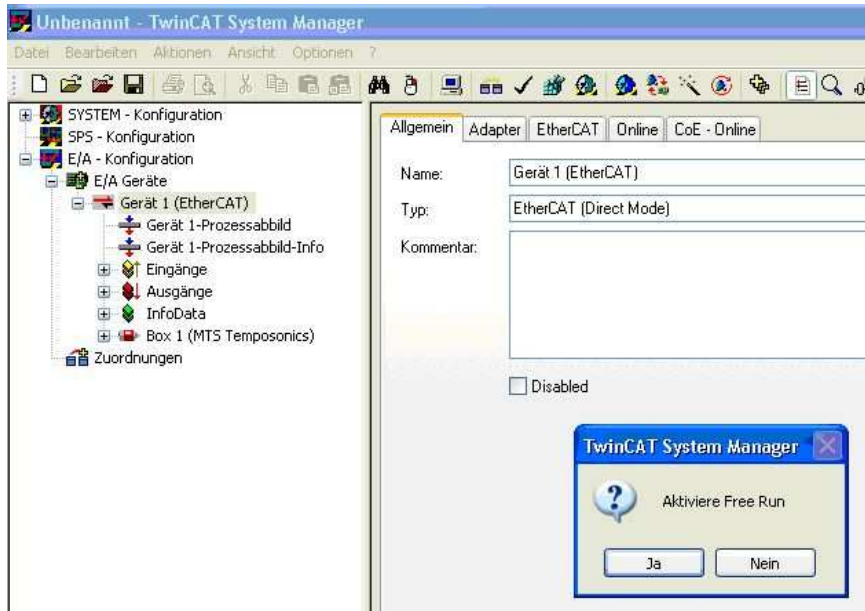 Unbenannt - TwinCAT System Manager
Datei Bearbeiten Aktionen Ansicht Optionen ?
SYSTEM - Konfiguration
SPS - Konfiguration
E/A - Konfiguration
E/A Geräte
Gerät 1 (EtherCAT)
Gerät 1-Prozessabbild
Gerät 1-Prozessabbild-Info
Eingänge
Ausgänge
InfoData
Box 1 (MTS Temposonics)
Zuordnungen
Allgemein Adapter EtherCAT Online CoE - Online
Name: Gerät 1 (EtherCAT)
Typ: EtherCAT (Direct Mode)
Kommentar:
Disabled
TwinCAT System Manager
Aktiviere Free Run
Ja Nein